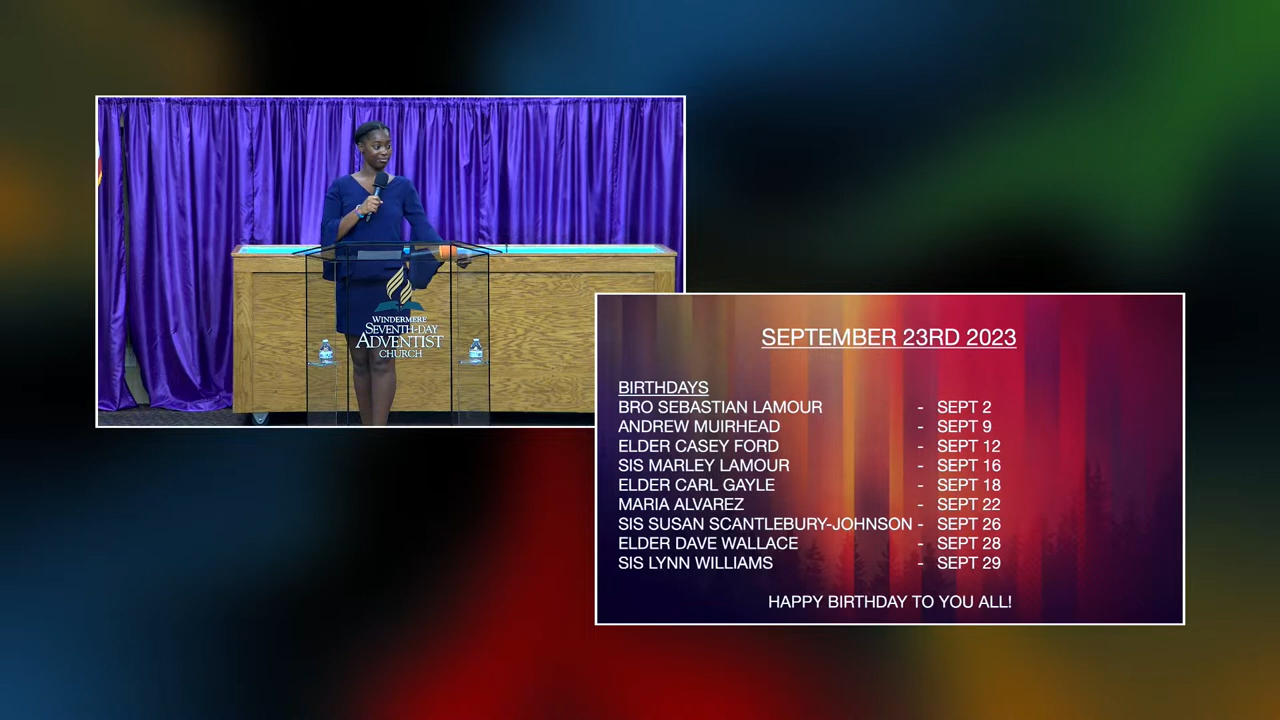 WINDERMERE
SEVENTH-DAY
ADVENTIST
CHURCH
SEPTEMBER 23RD 2023
BIRTHDAYS
BRO SEBASTIAN LAMOUR - SEPT 2
ANDREW MUIRHEAD - SEPT 9
ELDER CASEY FORD - SEPT 12
SIS MARLEY LAMOUR - SEPT 16
ELDER CARL GAYLE - SEPT 18
MARIA ALVAREZ - SEPT 22
SIS SUSAN SCANTLEBURY-JOHNSON - SEPT 26
ELDER DAVE WALLACE - SEPT 28
SIS LYNN WILLIAMS - SEPT 29
HAPPY BIRTHDAY TO YOU ALL!